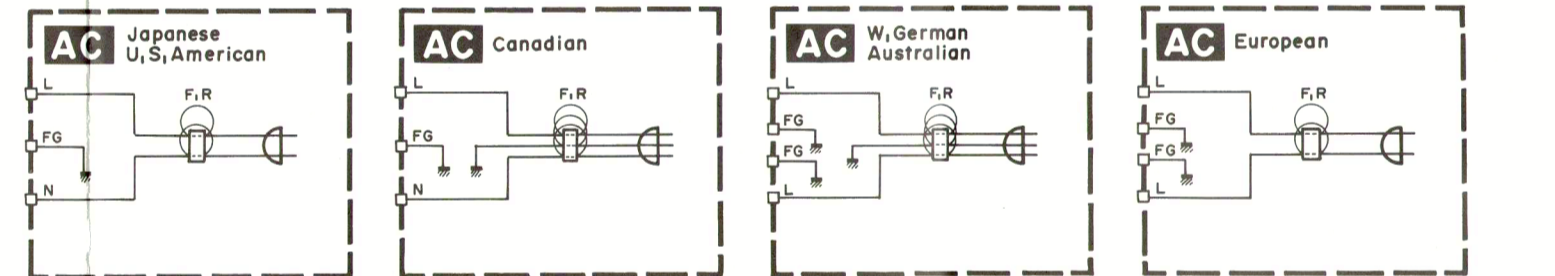 AC Japanese
U,S,American
L
F,R
FG
N
AC Canadian
L
F,R
FG
N
AC W,German
Australian
L
F,R
FG
FG
L
AC European
L
F,R
FG
FG
L